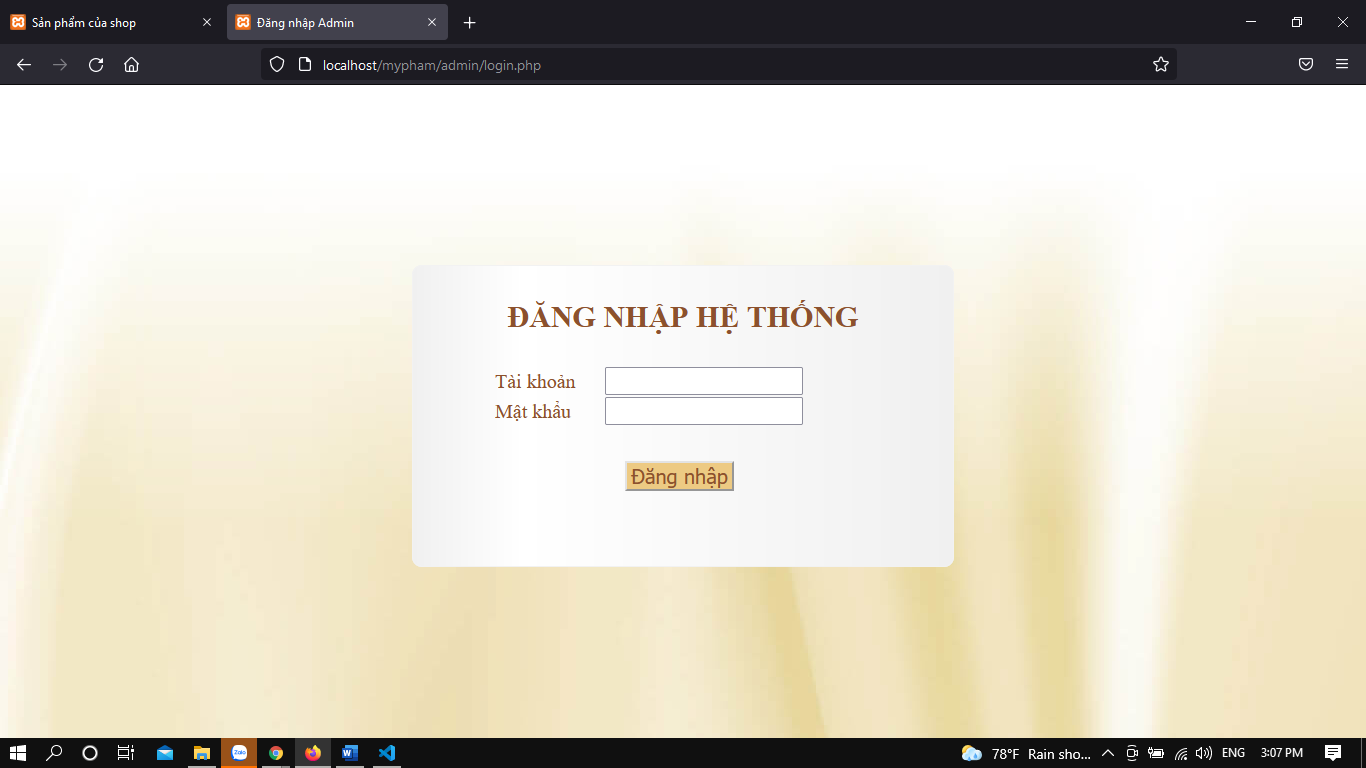 Sản phẩm của shop
Đăng nhập Admin
localhost/mypham/admin/login.php
ĐĂNG NHẬP HỆ THỐNG
Tài khoản
Mật khẩu
Đăng nhập
Zalo
78°F Rain sho... ENG 3:07 PM